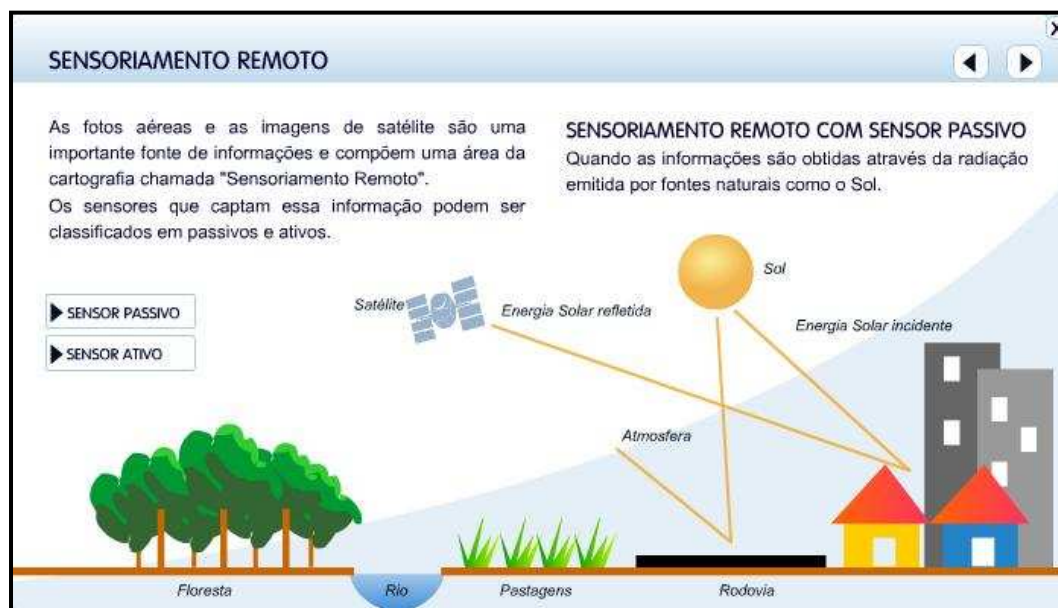 X
SENSORIAMENTO REMOTO
As fotos aéreas e as imagens de satélite são uma
importante fonte de informações e compõem uma área da
cartografia chamada "Sensoriamento Remoto".
Os sensores que captam essa informação podem ser
classificados em passivos e ativos.
SENSOR PASSIVO
SENSOR ATIVO
SENSORIAMENTO REMOTO COM SENSOR PASSIVO
Quando as informações são obtidas através da radiação
emitida por fontes naturais como o Sol.
Sol
Satélite
Energia Solar refletida
Energia Solar incidente
Atmosfera
Floresta
Rio
Pastagens
Rodovia